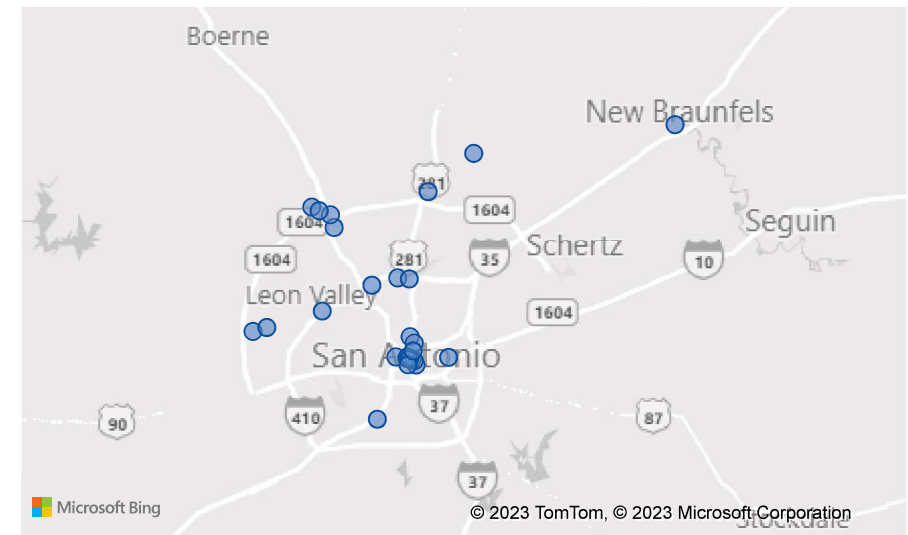 Boerne
New Braunfels
281
1604
1604
Seguin
Schertz
281
35
10
1604
Leon Valley
1604
San Antonio
37
410
87
90
37
Microsoft Bing
© 2023 TomTom, © 2023 Microsoft Corporation
Stockdale